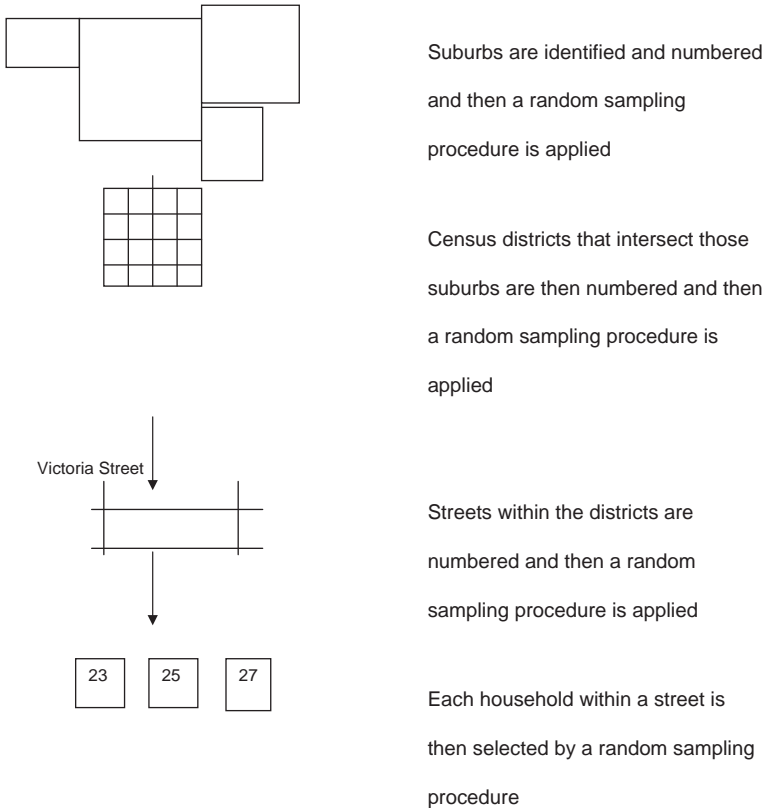 Suburbs are identified and numbered
and then a random sampling
procedure is applied
Census districts that intersect those
suburbs are then numbered and then
a random sampling procedure is
applied
Victoria Street
Streets within the districts are
numbered and then a random
sampling procedure is applied
23 25 27
Each household within a street is
then selected by a random sampling
procedure